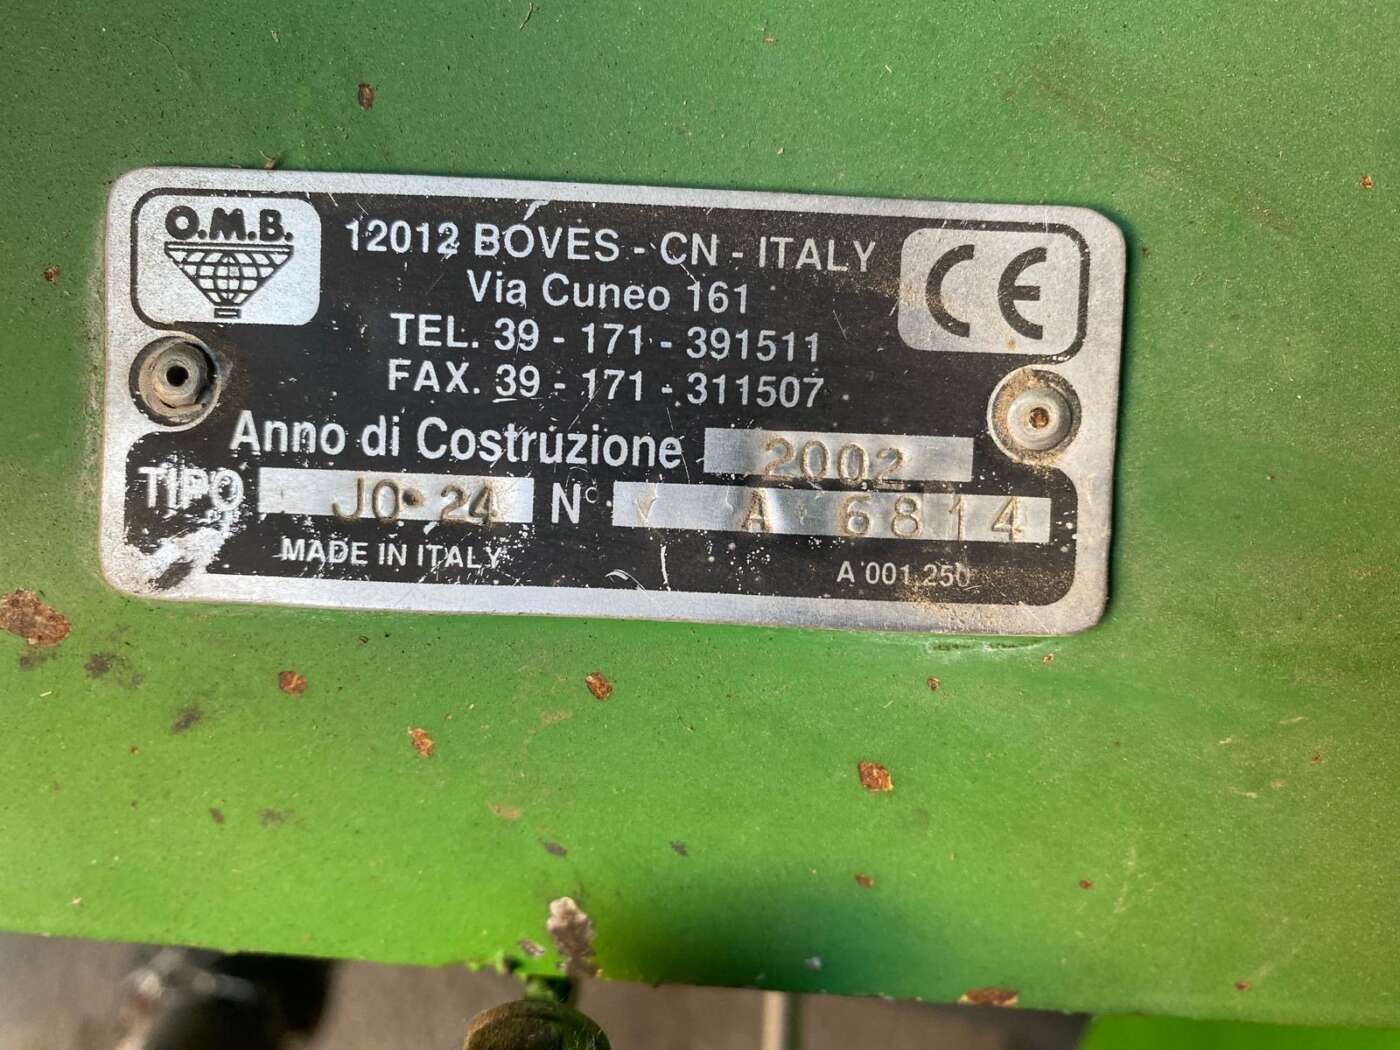 O.M.B.
12012 BOVES - CN - ITALY
Via Cuneo 161
TEL. 39 - 171 - 391511
FAX. 39 - 171 - 311507
CE
Anno di Costruzione 2002
TIPO JO-24 N° A 6814
MADE IN ITALY
A 001.250